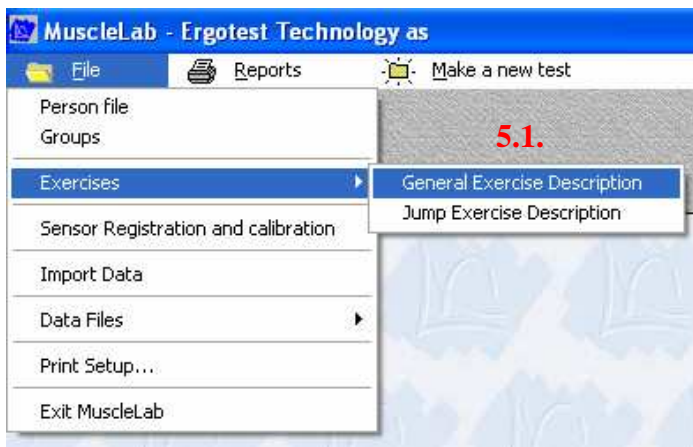 MuscleLab - Ergotest Technology as
File Reports Make a new test
Person file
Groups
5.1.
Exercises
General Exercise Description
Jump Exercise Description
Sensor Registration and calibration
Import Data
Data Files
Print Setup...
Exit MuscleLab